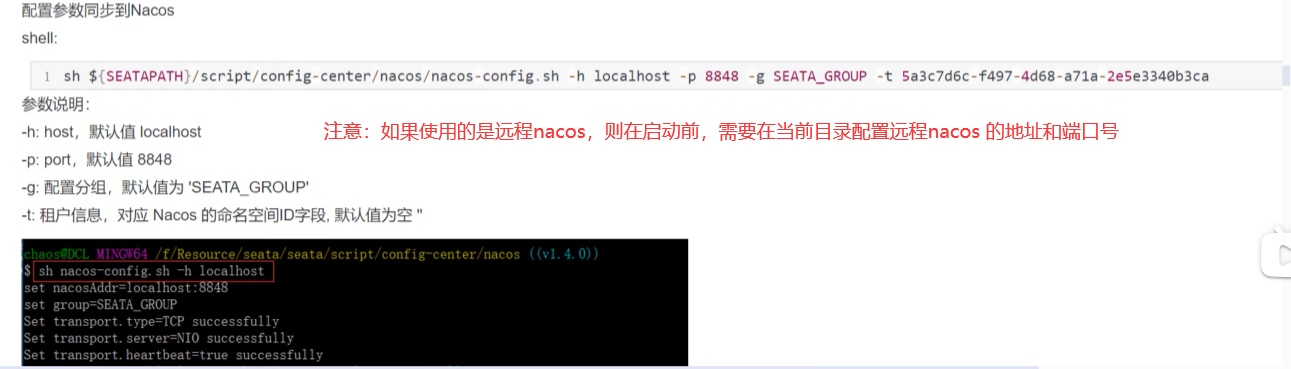 配置参数同步到Nacos
shell:
1 sh ${SEATAPATH}/script/config-center/nacos/nacos-config.sh -h localhost -p 8848 -g SEATA_GROUP -t 5a3c7d6c-f497-4d68-a71a-2e5e3340b3ca
参数说明：
-h: host，默认值 localhost
注意：如果使用的是远程nacos，则在启动前，需要在当前目录配置远程nacos 的地址和端口号
-p: port，默认值 8848
-g: 配置分组，默认值为 'SEATA_GROUP'
-t: 租户信息，对应 Nacos 的命名空间ID字段, 默认值为空 ''
chaos@DCL MINGW64 /f/Resource/seata/seata/script/config-center/nacos ((v1.4.0))
$ sh nacos-config.sh -h localhost
set nacosAddr=localhost:8848
set group=SEATA_GROUP
Set transport.type=TCP successfully
Set transport.server=NIO successfully
Set transport.heartbeat=true successfully